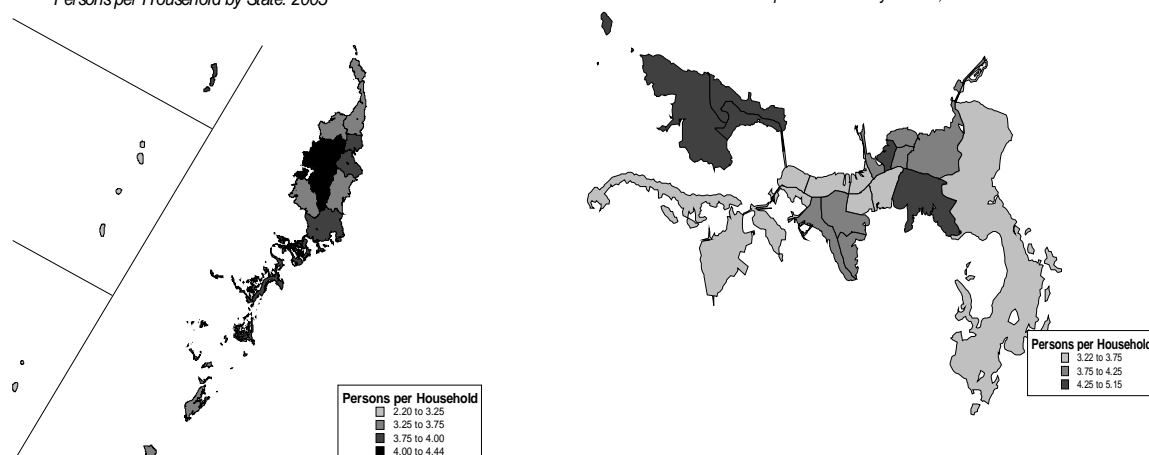 Persons per Household by State: 2005
Persons per Household
2.20 to 3.25
3.25 to 3.75
3.75 to 4.00
4.00 to 4.44
Persons per Household
3.22 to 3.75
3.75 to 4.25
4.25 to 5.15